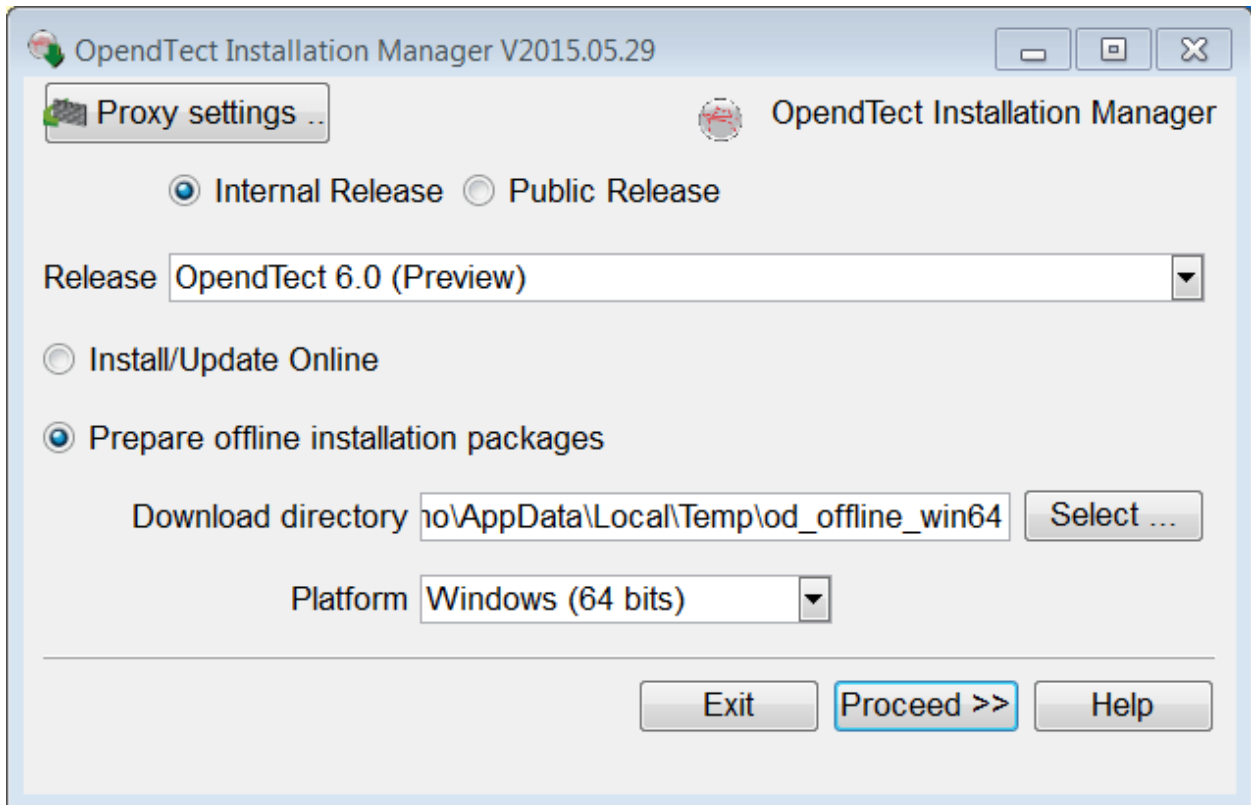 OpendTect Installation Manager V2015.05.29
Proxy settings ..
OpendTect Installation Manager
Internal Release Public Release
Release OpendTect 6.0 (Preview)
Install/Update Online
Prepare offline installation packages
Download directory \AppData\Local\Temp\od_offline_win64 Select ...
Platform Windows (64 bits)
Exit Proceed >> Help